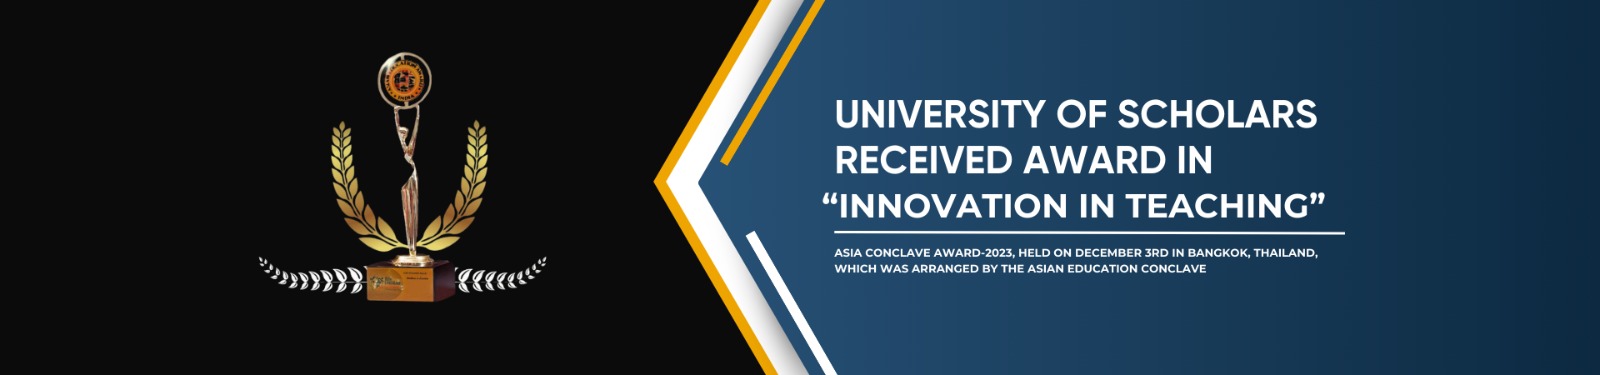 UNIVERSITY OF SCHOLARS
RECEIVED AWARD IN
“INNOVATION IN TEACHING”
ASIA CONCLAVE AWARD-2023, HELD ON DECEMBER 3RD IN BANGKOK, THAILAND,
WHICH WAS ARRANGED BY THE ASIAN EDUCATION CONCLAVE